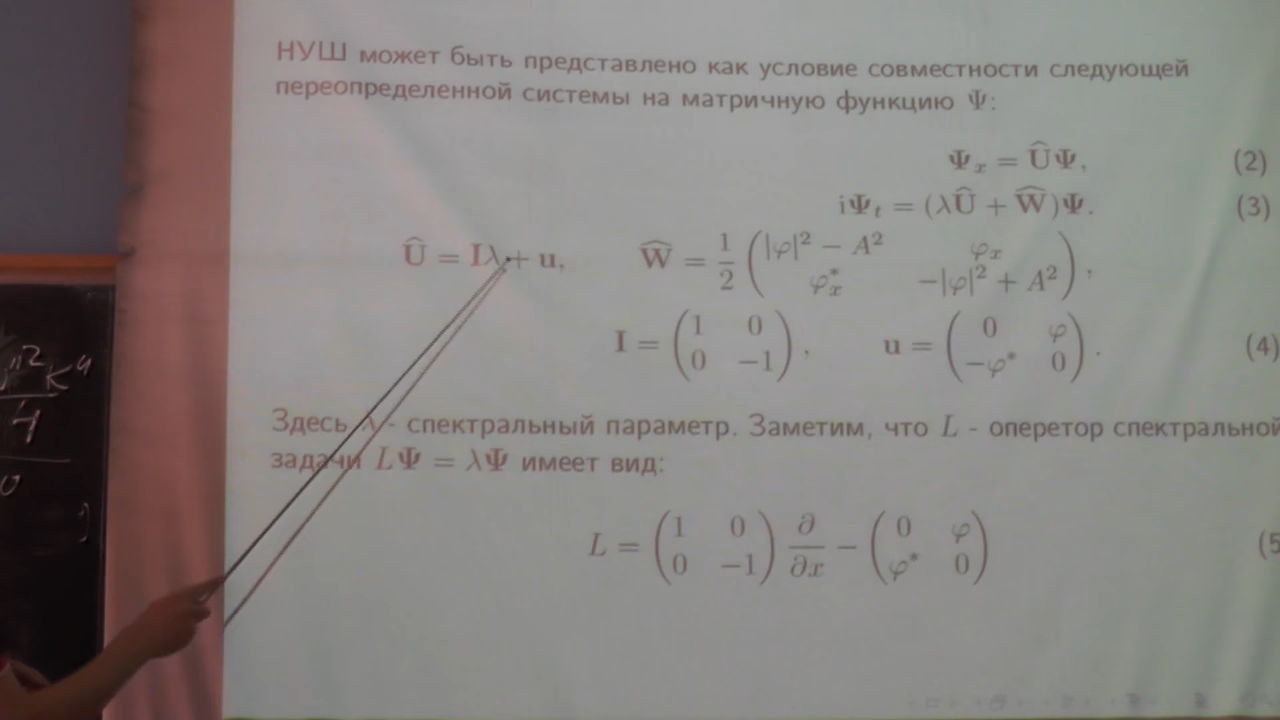 НУШ может быть представлено как условие совместности следующей
переопределенной системы на матричную функцию Ψ:
Ψ_x = ÛΨ, (2)
iΨ_t = (λÛ + Ŵ)Ψ. (3)
Û = Iλ + u, Ŵ = 1/2 ( |φ|² − A² φ_x ; φ*_x −|φ|² + A² ),
I = ( 1 0 ; 0 −1 ), u = ( 0 φ ; −φ* 0 ). (4)
Здесь λ - спектральный параметр. Заметим, что L - оперетор спектральной
задачи LΨ = λΨ имеет вид:
L = ( 1 0 ; 0 −1 ) ∂/∂x − ( 0 φ ; φ* 0 ) (5